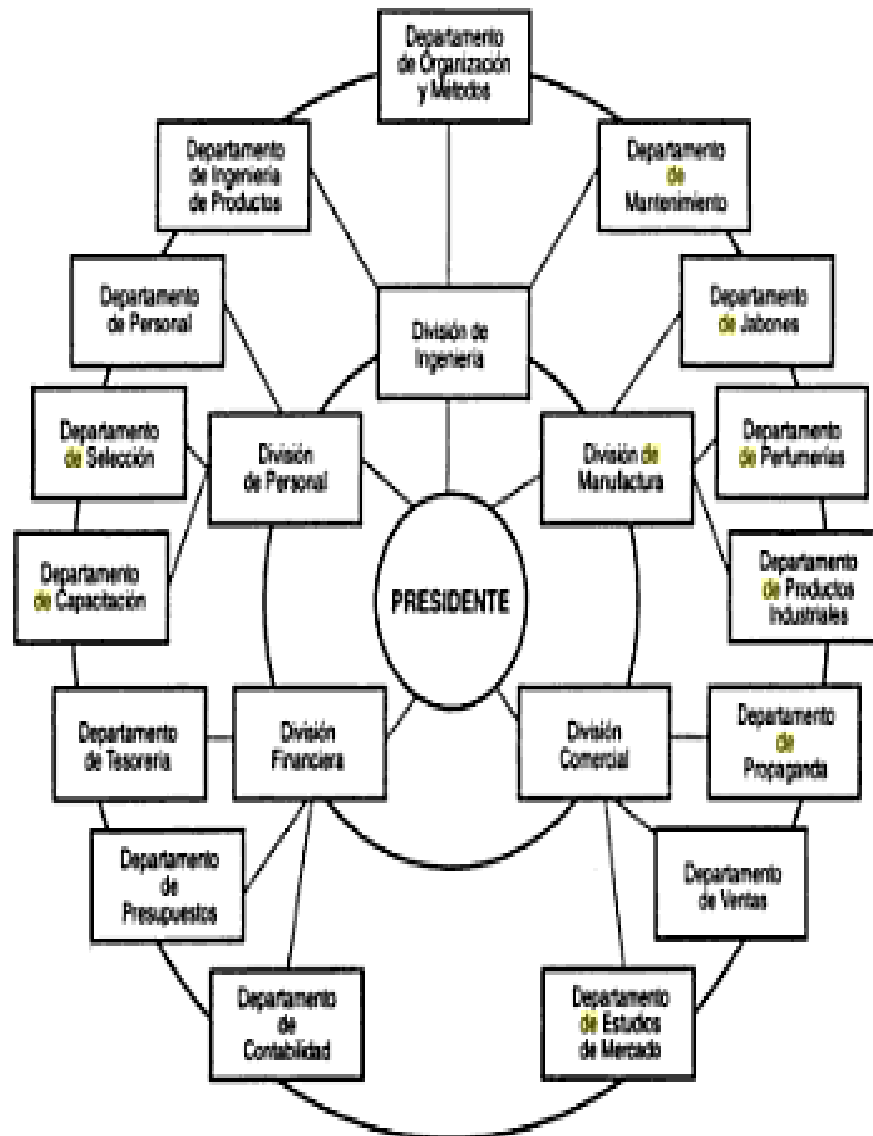 Departamento
de Organización
y Métodos
Departamento
de Ingeniería
de Productos
Departamento
de
Mantenimiento
Departamento
de Personal
División de
Ingeniería
Departamento
de Jabones
Departamento
de Selección
División
de Personal
División de
Manufactura
Departamento
de Perfumerías
Departamento
de Capacitación
PRESIDENTE
Departamento
de Productos
Industriales
Departamento
de Tesorería
División
Financiera
División
Comercial
Departamento
de
Propaganda
Departamento
de
Presupuestos
Departamento
de Ventas
Departamento
de
Contabilidad
Departamento
de Estudios
de Mercado